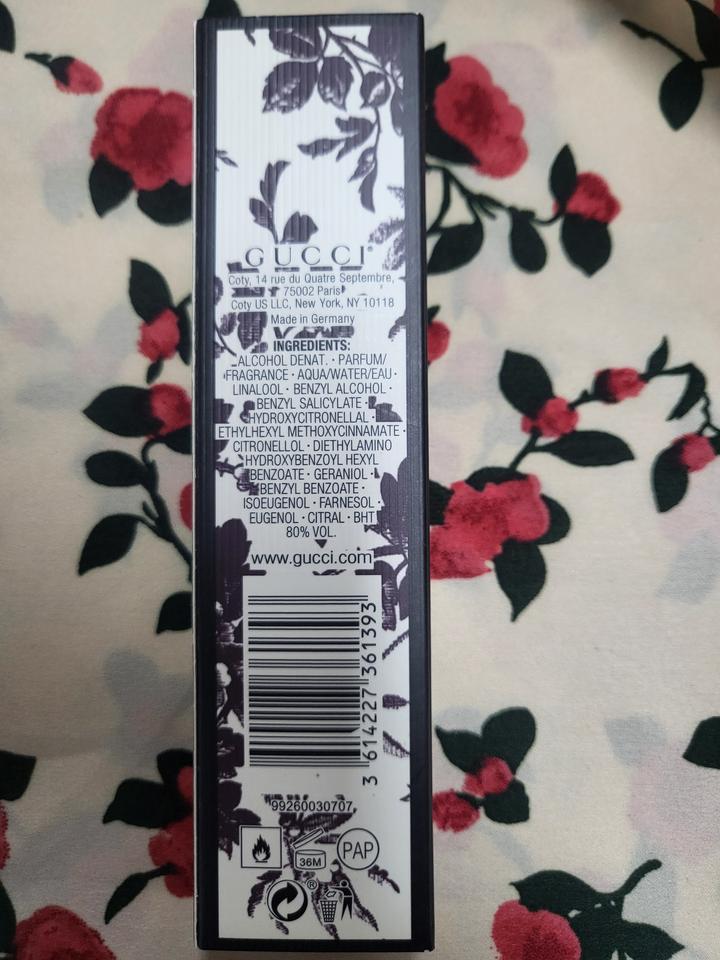 GUCCI®
Coty, 14 rue du Quatre Septembre,
75002 Paris
Coty US LLC, New York, NY 10118
Made in Germany
INGREDIENTS:
ALCOHOL DENAT. · PARFUM/
FRAGRANCE · AQUA/WATER/EAU ·
LINALOOL · BENZYL ALCOHOL ·
BENZYL SALICYLATE ·
HYDROXYCITRONELLAL ·
ETHYLHEXYL METHOXYCINNAMATE ·
CITRONELLOL · DIETHYLAMINO
HYDROXYBENZOYL HEXYL
BENZOATE · GERANIOL ·
BENZYL BENZOATE ·
ISOEUGENOL · FARNESOL ·
EUGENOL · CITRAL · BHT
80% VOL.
www.gucci.com
3 614227 361393
99260030707
36M
PAP
®